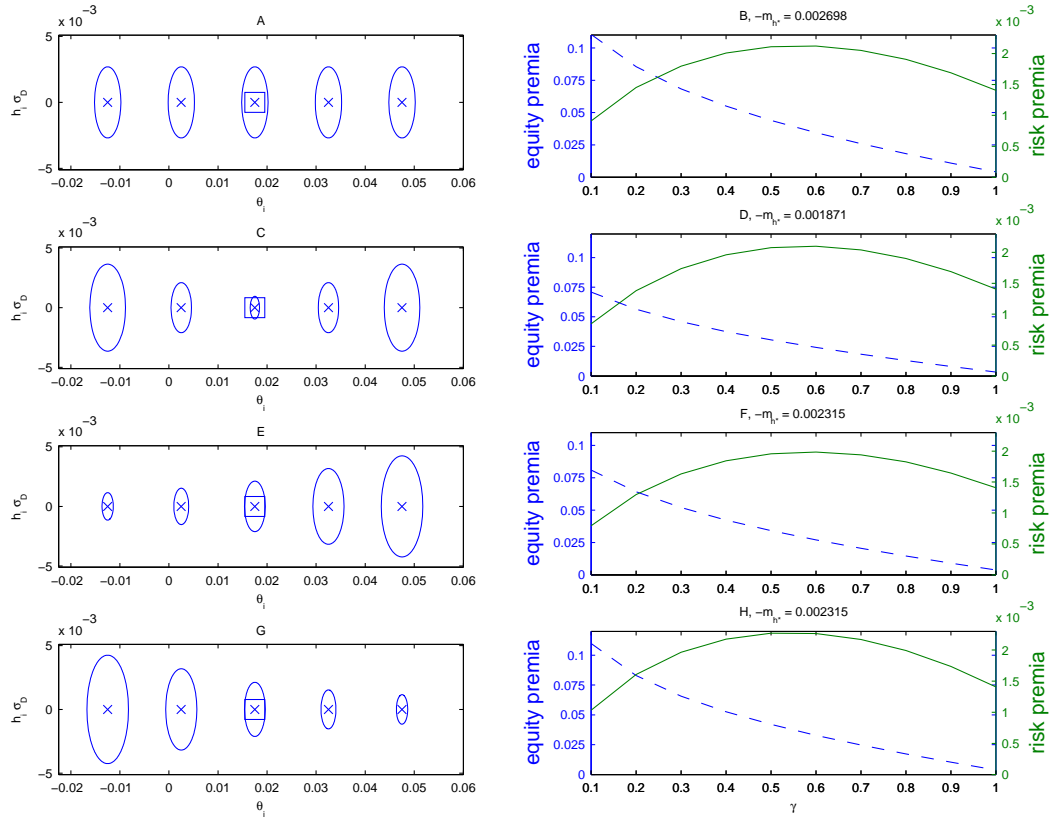 x 10⁻³
A
5
0
−5
h_i σ_D
−0.02 −0.01 0 0.01 0.02 0.03 0.04 0.05 0.06
θ_i
B, −m_h* = 0.002698
x 10⁻³
0.1
0.075
0.05
0.025
0
equity premia
2
1.5
1
0.5
0
risk premia
0.1 0.2 0.3 0.4 0.5 0.6 0.7 0.8 0.9 1
x 10⁻³
C
5
0
−5
h_i σ_D
−0.02 −0.01 0 0.01 0.02 0.03 0.04 0.05 0.06
θ_i
D, −m_h* = 0.001871
x 10⁻³
0.1
0.075
0.05
0.025
0
equity premia
2
1.5
1
0.5
0
risk premia
0.1 0.2 0.3 0.4 0.5 0.6 0.7 0.8 0.9 1
x 10⁻³
E
5
0
−5
h_i σ_D
−0.02 −0.01 0 0.01 0.02 0.03 0.04 0.05 0.06
θ_i
F, −m_h* = 0.002315
x 10⁻³
0.1
0.075
0.05
0.025
0
equity premia
2
1.5
1
0.5
0
risk premia
0.1 0.2 0.3 0.4 0.5 0.6 0.7 0.8 0.9 1
x 10⁻³
G
5
0
−5
h_i σ_D
−0.02 −0.01 0 0.01 0.02 0.03 0.04 0.05 0.06
θ_i
H, −m_h* = 0.002315
x 10⁻³
0.1
0.075
0.05
0.025
0
equity premia
2
1.5
1
0.5
0
risk premia
0.1 0.2 0.3 0.4 0.5 0.6 0.7 0.8 0.9 1
γ